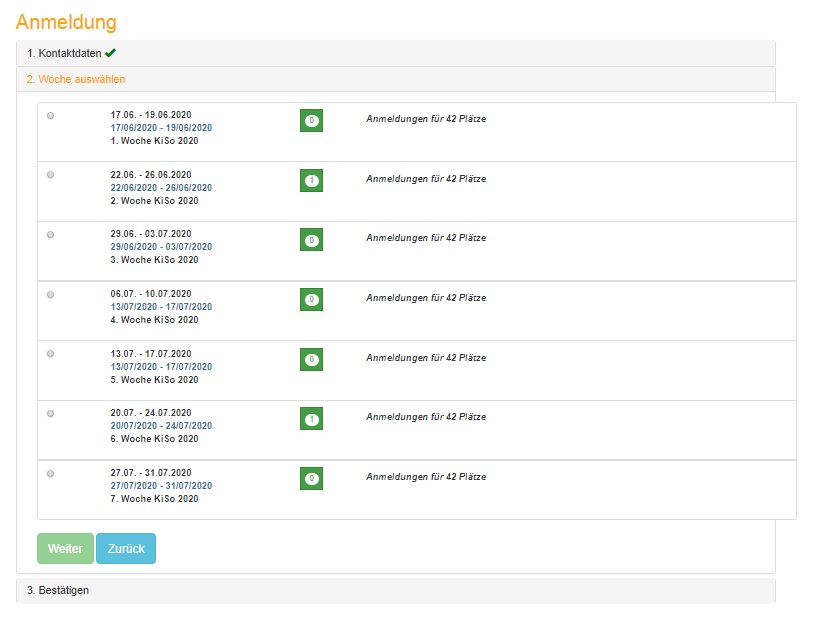 Anmeldung
1. Kontaktdaten
2. Woche auswählen
17.06. - 19.06.2020
17/06/2020 - 19/06/2020
1. Woche KiSo 2020
0
Anmeldungen für 42 Plätze
22.06. - 26.06.2020
22/06/2020 - 26/06/2020
2. Woche KiSo 2020
1
Anmeldungen für 42 Plätze
29.06. - 03.07.2020
29/06/2020 - 03/07/2020
3. Woche KiSo 2020
0
Anmeldungen für 42 Plätze
06.07. - 10.07.2020
13/07/2020 - 17/07/2020
4. Woche KiSo 2020
0
Anmeldungen für 42 Plätze
13.07. - 17.07.2020
13/07/2020 - 17/07/2020
5. Woche KiSo 2020
0
Anmeldungen für 42 Plätze
20.07. - 24.07.2020
20/07/2020 - 24/07/2020
6. Woche KiSo 2020
1
Anmeldungen für 42 Plätze
27.07. - 31.07.2020
27/07/2020 - 31/07/2020
7. Woche KiSo 2020
0
Anmeldungen für 42 Plätze
Weiter Zurück
3. Bestätigen